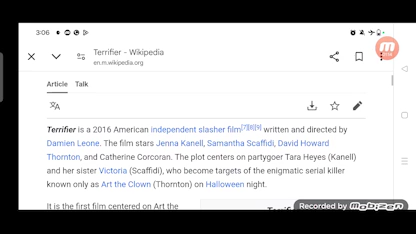 3:06
Terrifier - Wikipedia
en.m.wikipedia.org
Article Talk
Terrifier is a 2016 American independent slasher film[7][8][9] written and directed by
Damien Leone. The film stars Jenna Kanell, Samantha Scaffidi, David Howard
Thornton, and Catherine Corcoran. The plot centers on partygoer Tara Heyes (Kanell)
and her sister Victoria (Scaffidi), who become targets of the enigmatic serial killer
known only as Art the Clown (Thornton) on Halloween night.
It is the first film centered on Art the
Recorded by Mobizen